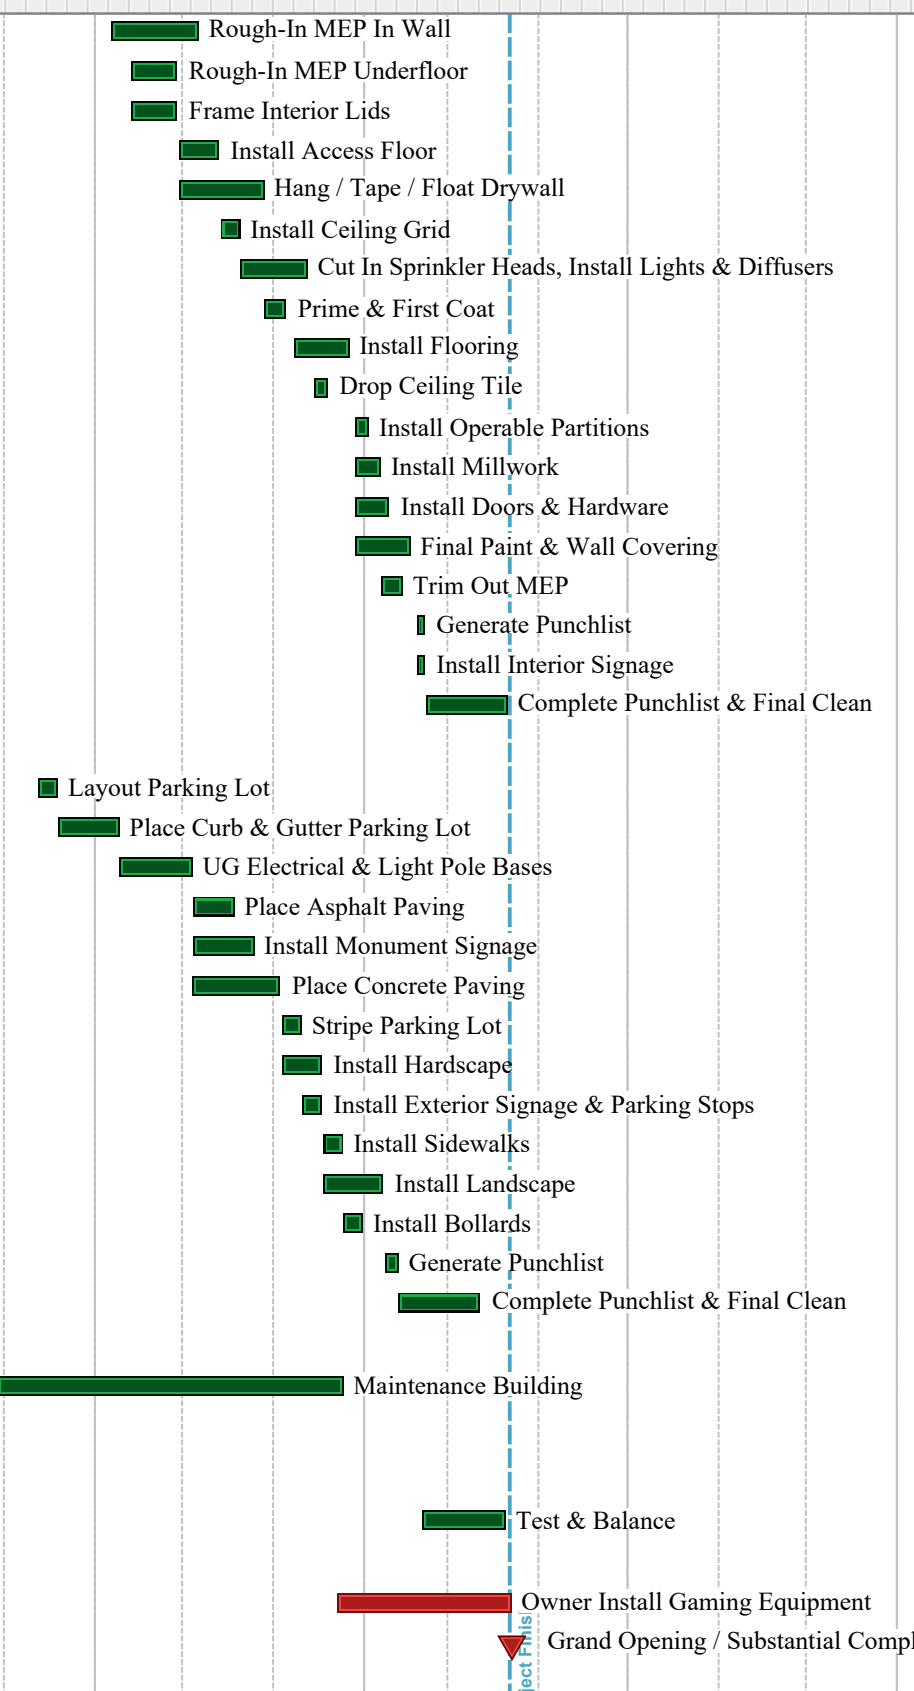 Rough-In MEP In Wall
Rough-In MEP Underfloor
Frame Interior Lids
Install Access Floor
Hang / Tape / Float Drywall
Install Ceiling Grid
Cut In Sprinkler Heads, Install Lights & Diffusers
Prime & First Coat
Install Flooring
Drop Ceiling Tile
Install Operable Partitions
Install Millwork
Install Doors & Hardware
Final Paint & Wall Covering
Trim Out MEP
Generate Punchlist
Install Interior Signage
Complete Punchlist & Final Clean
Layout Parking Lot
Place Curb & Gutter Parking Lot
UG Electrical & Light Pole Bases
Place Asphalt Paving
Install Monument Signage
Place Concrete Paving
Stripe Parking Lot
Install Hardscape
Install Exterior Signage & Parking Stops
Install Sidewalks
Install Landscape
Install Bollards
Generate Punchlist
Complete Punchlist & Final Clean
Maintenance Building
Test & Balance
Owner Install Gaming Equipment
Grand Opening / Substantial Compl
ject Finis